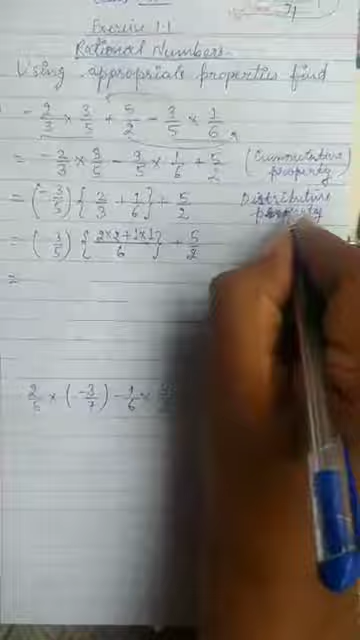 Exercise 1.1
Rational Numbers.
Using appropriate properties find
- 2/3 × 3/5 + 5/2 - 3/5 × 1/6
= - 2/3 × 3/5 - 3/5 × 1/6 + 5/2 (Commutative property)
= (-3/5) { 2/3 + 1/6 } + 5/2 Distributive property
= (-3/5) { 2×2+1×1/6 } + 5/2
=
2/5 × (-3/7) - 1/6 ×